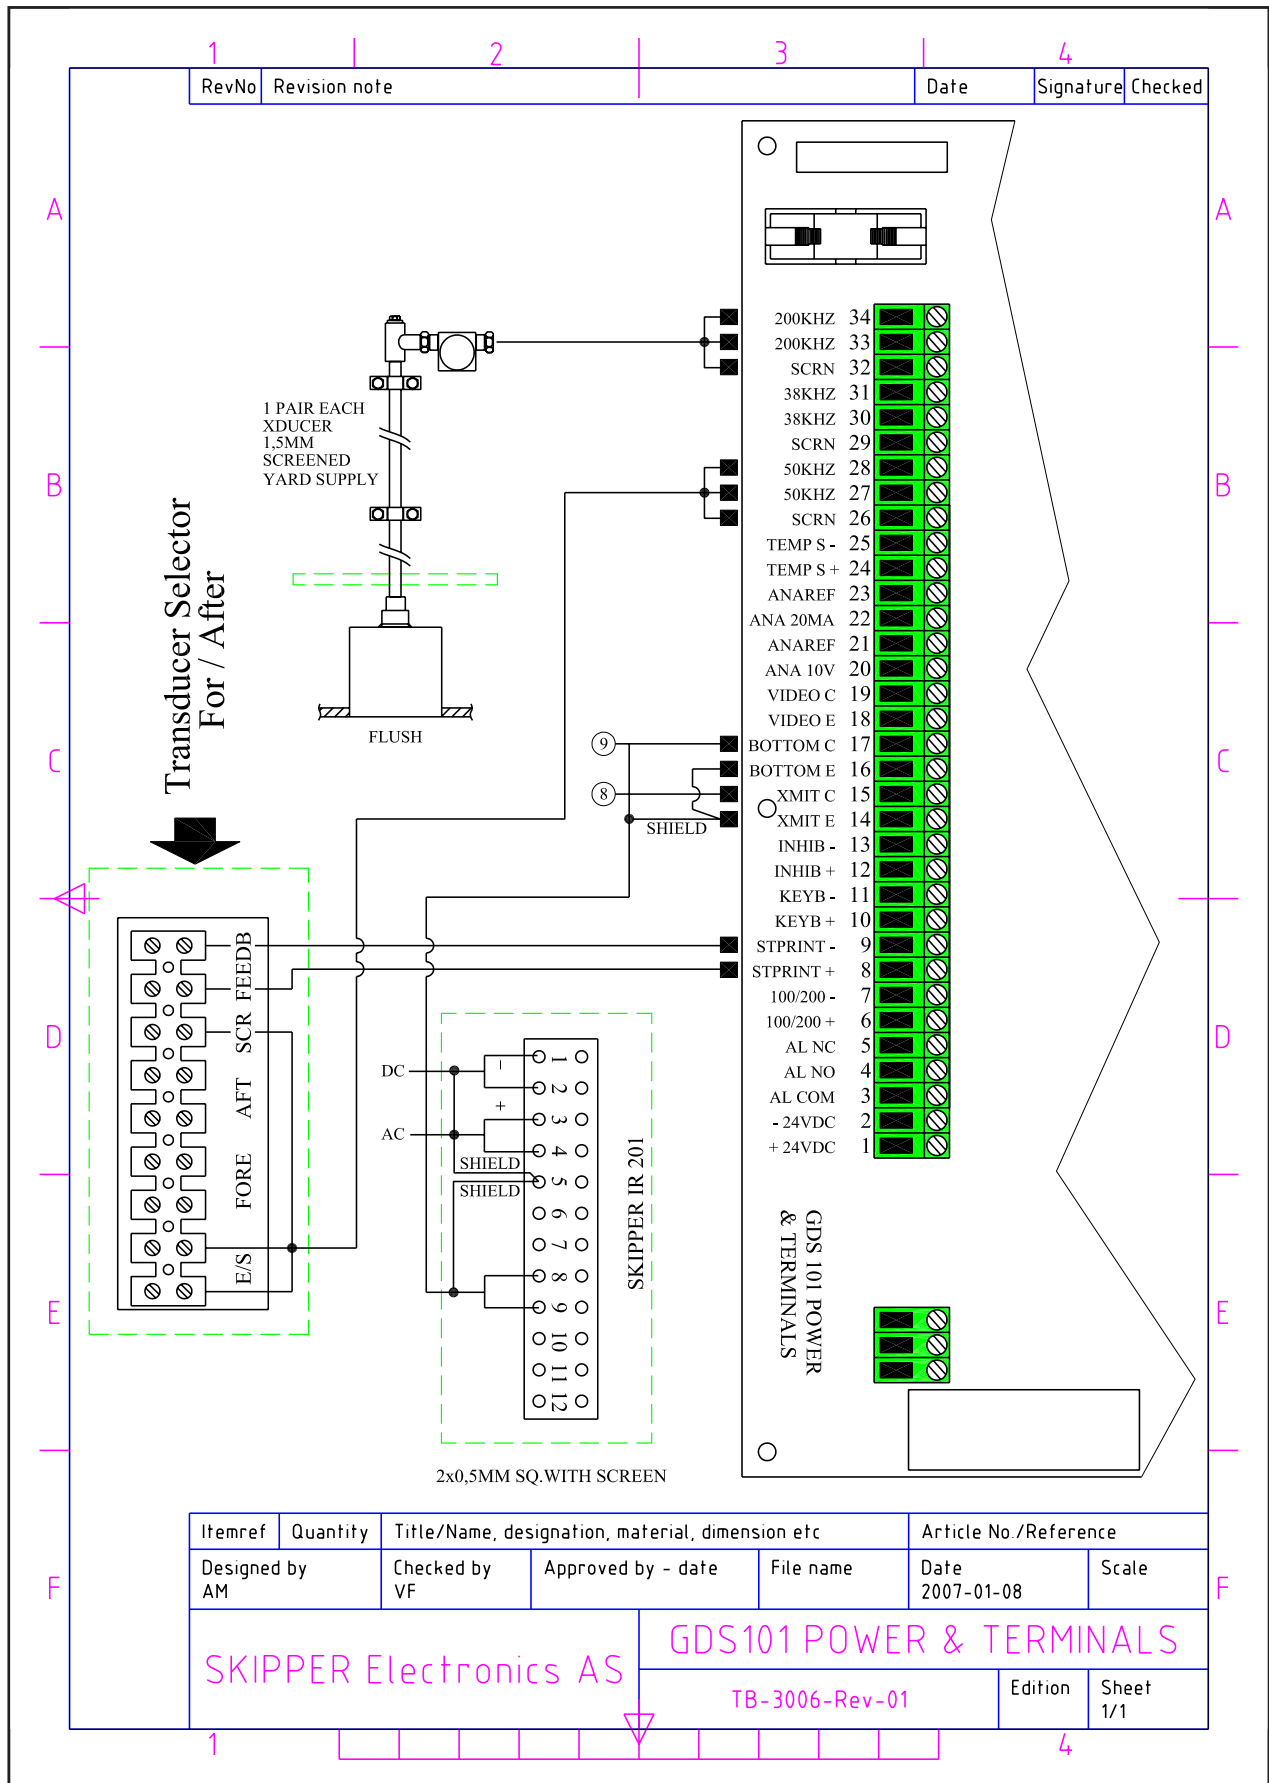 1
2
3
4
RevNo
Revision note
Date
Signature
Checked
A
A
B
B
C
C
D
D
E
E
F
F
200KHZ 34
200KHZ 33
SCRN 32
38KHZ 31
38KHZ 30
SCRN 29
50KHZ 28
50KHZ 27
SCRN 26
TEMP S - 25
TEMP S + 24
ANAREF 23
ANA 20MA 22
ANAREF 21
ANA 10V 20
VIDEO C 19
VIDEO E 18
BOTTOM C 17
BOTTOM E 16
XMIT C 15
XMIT E 14
INHIB - 13
INHIB + 12
KEYB - 11
KEYB + 10
STPRINT - 9
STPRINT + 8
100/200 - 7
100/200 + 6
AL NC 5
AL NO 4
AL COM 3
- 24VDC 2
+ 24VDC 1
GDS 101 POWER
& TERMINALS
1 PAIR EACH
XDUCER
1,5MM
SCREENED
YARD SUPPLY
FLUSH
Transducer Selector
For / After
9
8
SHIELD
FEEDB
SCR
AFT
FORE
E/S
DC
-
+
AC
SHIELD
SHIELD
1
2
3
4
5
6
7
8
9
10
11
12
SKIPPER IR 201
2x0,5MM SQ.WITH SCREEN
Itemref
Quantity
Title/Name, designation, material, dimension etc
Article No./Reference
Designed by
AM
Checked by
VF
Approved by - date
File name
Date
2007-01-08
Scale
SKIPPER Electronics AS
GDS101 POWER & TERMINALS
TB-3006-Rev-01
Edition
Sheet
1/1
1
4